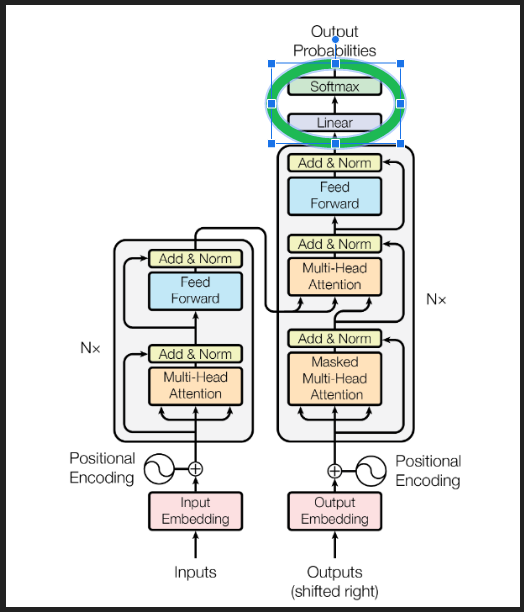 Output
Probabilities
Softmax
Linear
Add & Norm
Feed
Forward
Add & Norm
Multi-Head
Attention
Nx
Add & Norm
Masked
Multi-Head
Attention
Add & Norm
Feed
Forward
Nx
Add & Norm
Multi-Head
Attention
Positional
Encoding
Positional
Encoding
Input
Embedding
Output
Embedding
Inputs
Outputs
(shifted right)